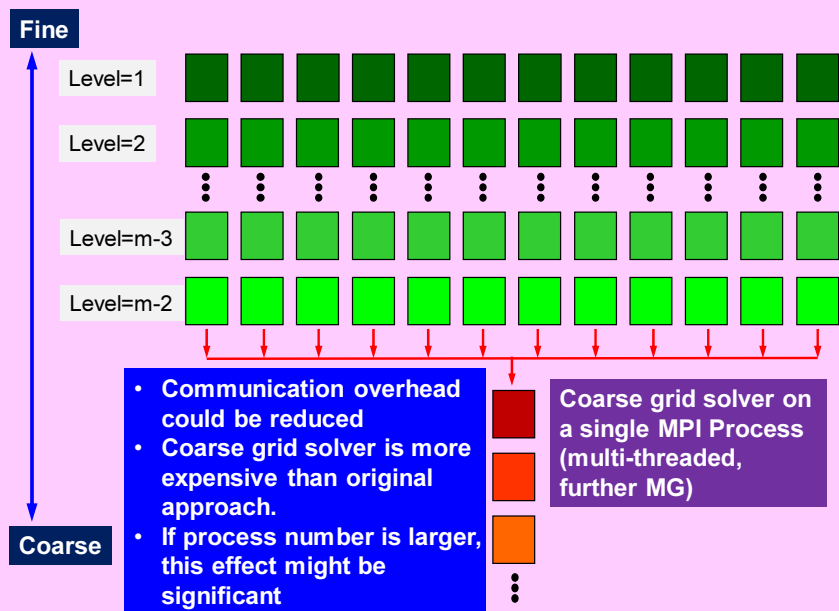 Fine
Level=1
Level=2
Level=m-3
Level=m-2
• Communication overhead
could be reduced
• Coarse grid solver is more
expensive than original
approach.
• If process number is larger,
this effect might be
significant
Coarse grid solver on
a single MPI Process
(multi-threaded,
further MG)
Coarse